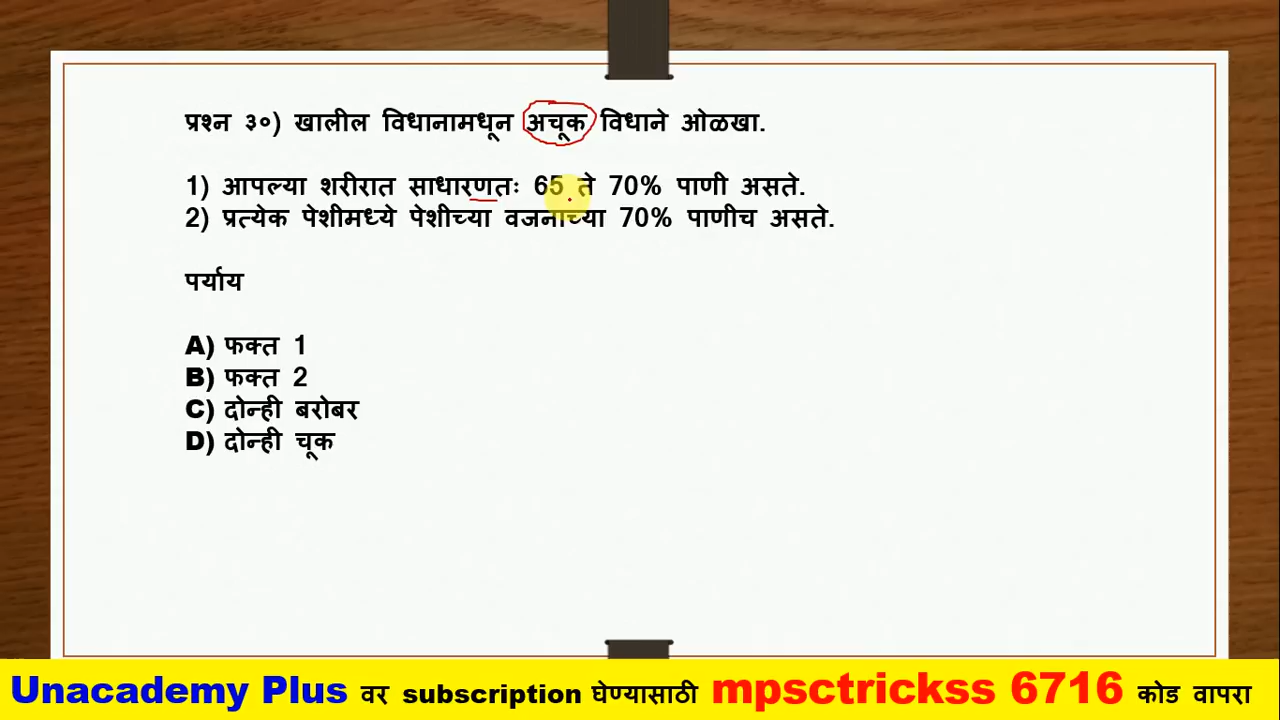 प्रश्न ३०) खालील विधानामधून अचूक विधाने ओळखा.
1) आपल्या शरीरात साधारणतः 65 ते 70% पाणी असते.
2) प्रत्येक पेशीमध्ये पेशीच्या वजनाच्या 70% पाणीच असते.
पर्याय
A) फक्त 1
B) फक्त 2
C) दोन्ही बरोबर
D) दोन्ही चूक
Unacademy Plus वर subscription घेण्यासाठी mpsctrickss 6716 कोड वापरा